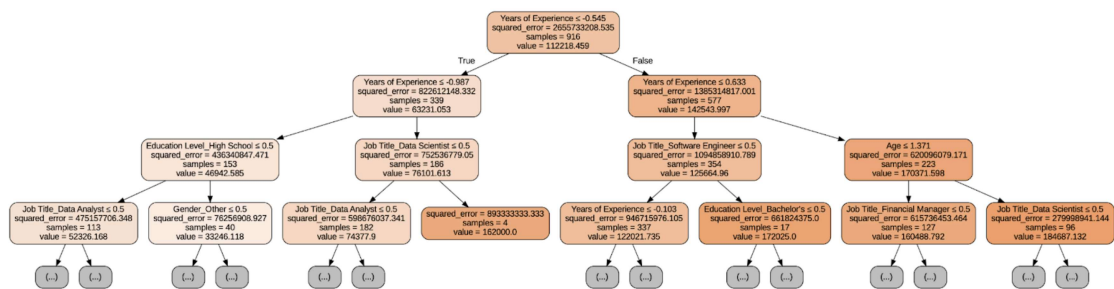 Years of Experience ≤ -0.545
squared_error = 2655733208.535
samples = 916
value = 112218.459
True
False
Years of Experience ≤ -0.987
squared_error = 822612148.332
samples = 339
value = 63231.053
Years of Experience ≤ 0.633
squared_error = 1385314817.001
samples = 577
value = 142543.997
Education Level_High School ≤ 0.5
squared_error = 436340847.471
samples = 153
value = 46942.585
Job Title_Data Scientist ≤ 0.5
squared_error = 752536779.05
samples = 186
value = 76101.613
Job Title_Software Engineer ≤ 0.5
squared_error = 1094858910.789
samples = 354
value = 125664.96
Age ≤ 1.371
squared_error = 620096079.171
samples = 223
value = 170371.598
Job Title_Data Analyst ≤ 0.5
squared_error = 475157706.348
samples = 113
value = 52326.168
Gender_Other ≤ 0.5
squared_error = 76256908.927
samples = 40
value = 33246.118
Job Title_Data Analyst ≤ 0.5
squared_error = 598676037.341
samples = 182
value = 74377.9
squared_error = 893333333.333
samples = 4
value = 162000.0
Years of Experience ≤ -0.103
squared_error = 946715976.105
samples = 337
value = 122021.735
Education Level_Bachelor's ≤ 0.5
squared_error = 661824375.0
samples = 17
value = 172025.0
Job Title_Financial Manager ≤ 0.5
squared_error = 615736453.464
samples = 127
value = 160488.792
Job Title_Data Scientist ≤ 0.5
squared_error = 279998941.144
samples = 96
value = 184687.132
(...)
(...)
(...)
(...)
(...)
(...)
(...)
(...)
(...)
(...)
(...)
(...)
(...)
(...)